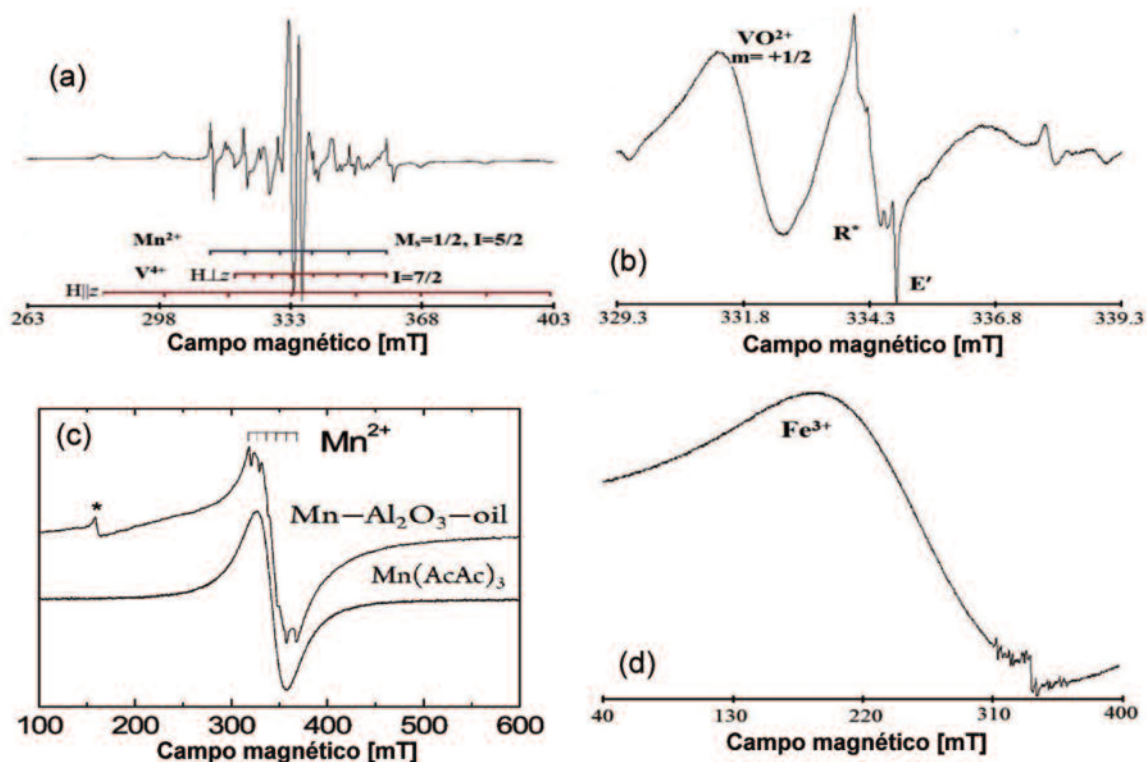 (a)
Mn²⁺ Mₛ=1/2, I=5/2
V⁴⁺ H⊥z I=7/2
H||z
263 298 333 368 403
Campo magnético [mT]
VO²⁺
m= +1/2
R*
(b)
E'
329.3 331.8 334.3 336.8 339.3
Campo magnético [mT]
(c)
Mn²⁺
*
Mn—Al₂O₃—oil
Mn(AcAc)₃
100 200 300 400 500 600
Campo magnético [mT]
Fe³⁺
(d)
40 130 220 310 400
Campo magnético [mT]